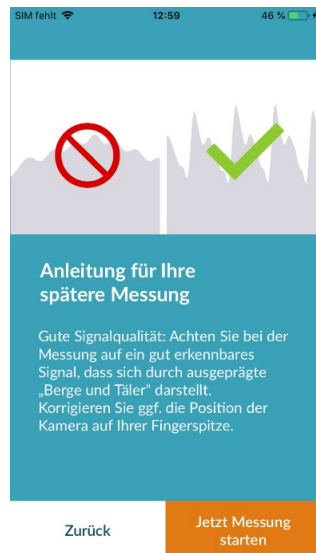 SIM fehlt 12:59 46 %
Anleitung für Ihre
spätere Messung
Gute Signalqualität: Achten Sie bei der
Messung auf ein gut erkennbares
Signal, dass sich durch ausgeprägte
„Berge und Täler" darstellt.
Korrigieren Sie ggf. die Position der
Kamera auf Ihrer Fingerspitze.
Zurück
Jetzt Messung
starten